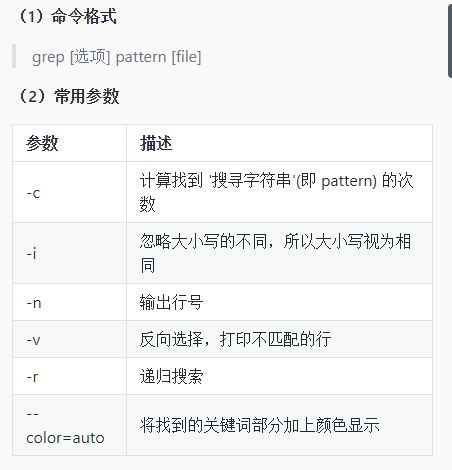 （1）命令格式
grep [选项] pattern [file]
（2）常用参数
参数 描述
-c 计算找到 '搜寻字符串'(即 pattern) 的次
数
-i 忽略大小写的不同，所以大小写视为相
同
-n 输出行号
-v 反向选择，打印不匹配的行
-r 递归搜索
--
color=auto 将找到的关键词部分加上颜色显示